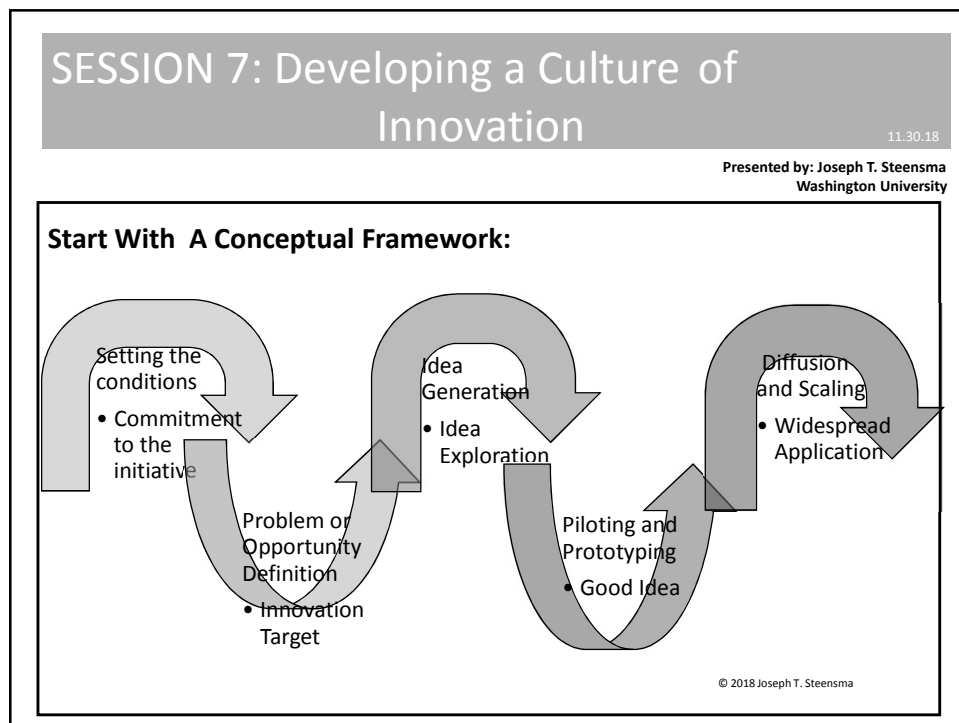 SESSION 7: Developing a Culture of
Innovation
11.30.18
Presented by: Joseph T. Steensma
Washington University
Start With A Conceptual Framework:
Setting the
conditions
• Commitment
to the
initiative
Problem or
Opportunity
Definition
• Innovation
Target
Idea
Generation
• Idea
Exploration
Piloting and
Prototyping
• Good Idea
Diffusion
and Scaling
• Widespread
Application
© 2018 Joseph T. Steensma